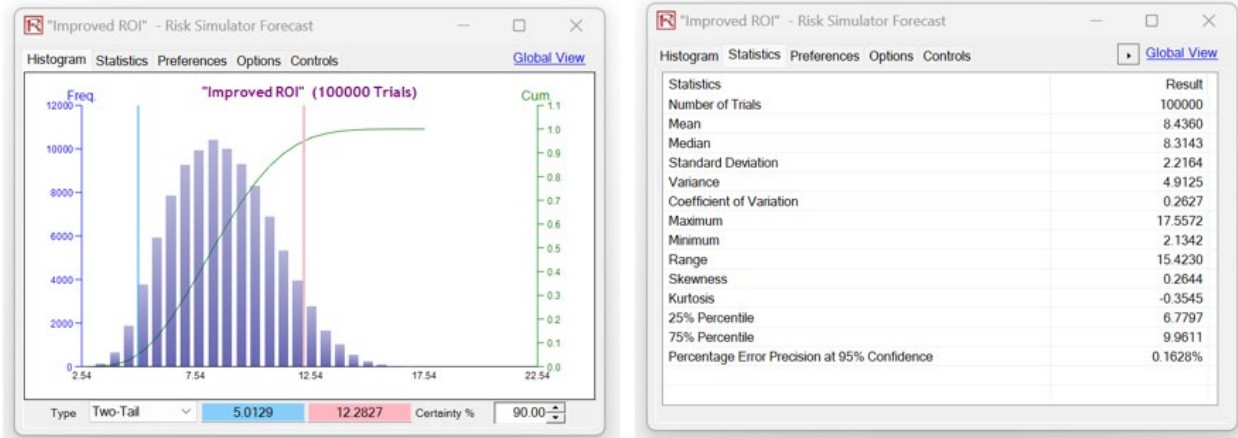 "Improved ROI" - Risk Simulator Forecast
Histogram Statistics Preferences Options Controls Global View
Freq. "Improved ROI" (100000 Trials) Cum.
12000 1.1
1.0
10000
0.9
0.8
8000
0.7
0.6
6000
0.5
4000
0.4
0.3
2000
0.2
0.1
0 0.0
2.54 7.54 12.54 17.54 22.54
Type Two-Tail 5.0129 12.2827 Certainty % 90.00
"Improved ROI" - Risk Simulator Forecast
Histogram Statistics Preferences Options Controls Global View
Statistics Result
Number of Trials 100000
Mean 8.4360
Median 8.3143
Standard Deviation 2.2164
Variance 4.9125
Coefficient of Variation 0.2627
Maximum 17.5572
Minimum 2.1342
Range 15.4230
Skewness 0.2644
Kurtosis -0.3545
25% Percentile 6.7797
75% Percentile 9.9611
Percentage Error Precision at 95% Confidence 0.1628%